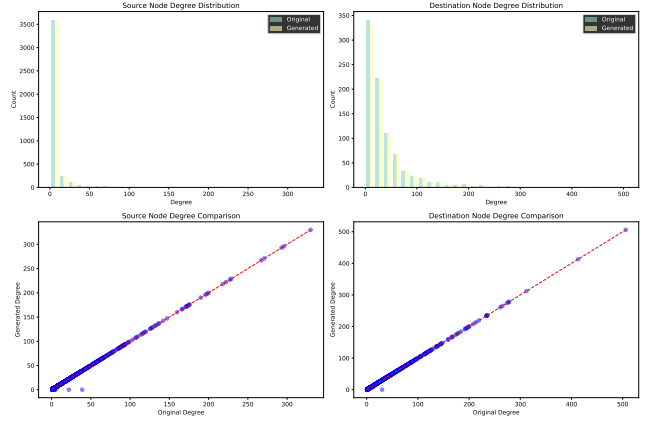 Source Node Degree Distribution
Original
Generated
Count
3500
3000
2500
2000
1500
1000
500
0
0 50 100 150 200 250 300
Degree
Destination Node Degree Distribution
Original
Generated
Count
350
300
250
200
150
100
50
0
0 100 200 300 400 500
Degree
Source Node Degree Comparison
Generated Degree
300
250
200
150
100
50
0
0 50 100 150 200 250 300
Original Degree
Destination Node Degree Comparison
Generated Degree
500
400
300
200
100
0
0 100 200 300 400 500
Original Degree